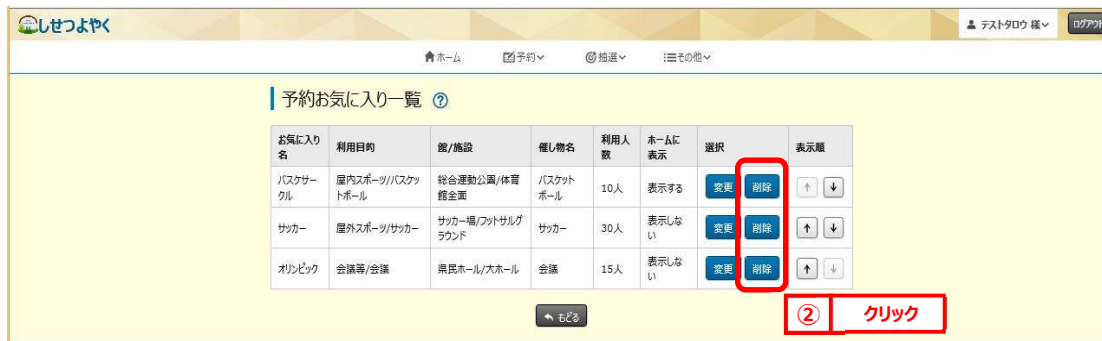 しせつよやく
テストタロウ 様
ログアウト
ホーム 予約 抽選 その他
予約お気に入り一覧 ?
お気に入り名 利用目的 館/施設 催し物名 利用人数 ホームに表示 選択 表示順
バスケサークル 屋内スポーツ/バスケットボール 総合運動公園/体育館全面 バスケットボール 10人 表示する 変更 削除 ↑ ↓
サッカー 屋外スポーツ/サッカー サッカー場/フットサルグラウンド サッカー 30人 表示しない 変更 削除 ↑ ↓
オリンピック 会議等/会議 県民ホール/大ホール 会議 15人 表示しない 変更 削除 ↑ ↓
もどる
② クリック